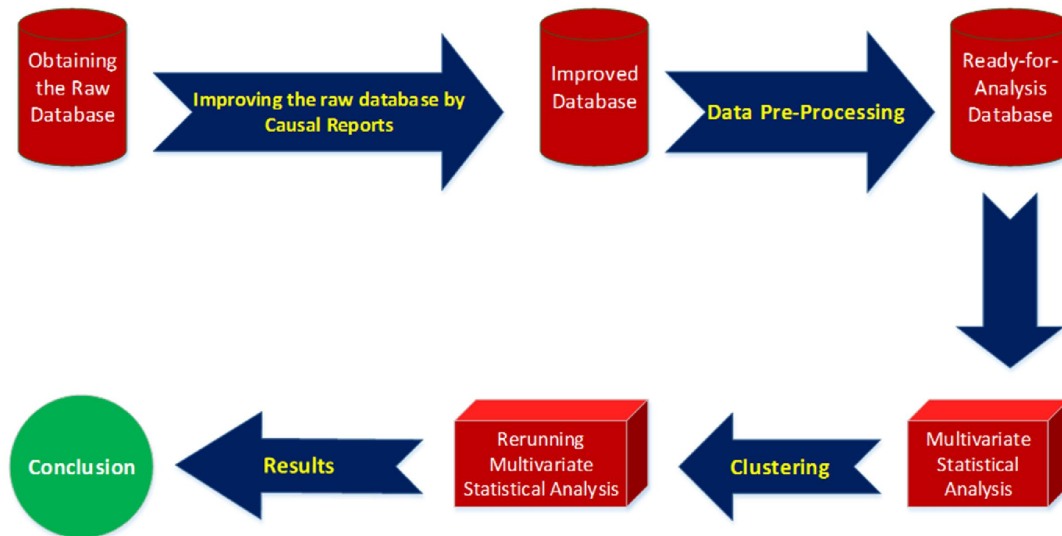 Obtaining
the Raw
Database
Improving the raw database by
Causal Reports
Improved
Database
Data Pre-Processing
Ready-for-
Analysis
Database
Multivariate
Statistical
Analysis
Clustering
Rerunning
Multivariate
Statistical Analysis
Results
Conclusion